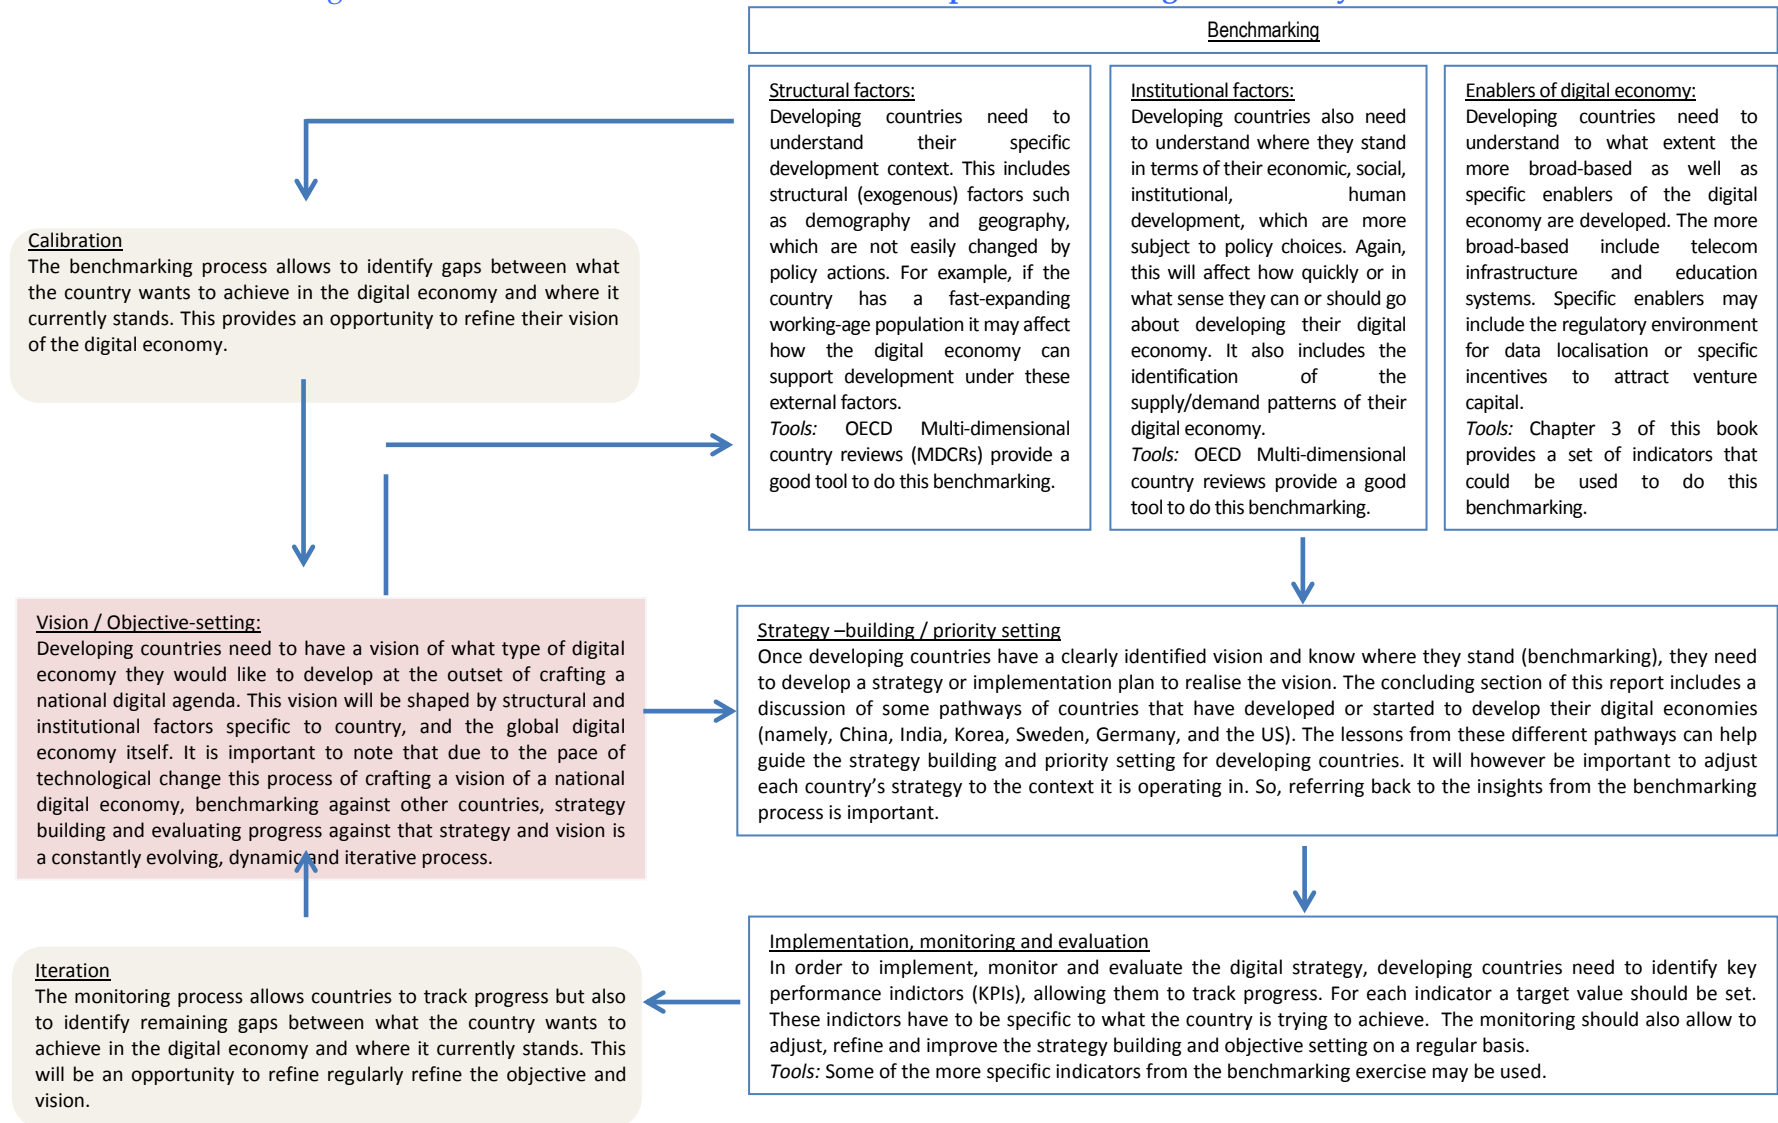 Benchmarking
Structural factors:
Developing countries need to
understand their specific
development context. This includes
structural (exogenous) factors such
as demography and geography,
which are not easily changed by
policy actions. For example, if the
country has a fast-expanding
working-age population it may affect
how the digital economy can
support development under these
external factors.
Tools: OECD Multi-dimensional
country reviews (MDCRs) provide a
good tool to do this benchmarking.
Institutional factors:
Developing countries also need
to understand where they stand
in terms of their economic, social,
institutional, human
development, which are more
subject to policy choices. Again,
this will affect how quickly or in
what sense they can or should go
about developing their digital
economy. It also includes the
identification of the
supply/demand patterns of their
digital economy.
Tools: OECD Multi-dimensional
country reviews provide a good
tool to do this benchmarking.
Enablers of digital economy:
Developing countries need to
understand to what extent the
more broad-based as well as
specific enablers of the digital
economy are developed. The more
broad-based include telecom
infrastructure and education
systems. Specific enablers may
include the regulatory environment
for data localisation or specific
incentives to attract venture
capital.
Tools: Chapter 3 of this book
provides a set of indicators that
could be used to do this
benchmarking.
Calibration
The benchmarking process allows to identify gaps between what
the country wants to achieve in the digital economy and where it
currently stands. This provides an opportunity to refine their vision
of the digital economy.
Vision / Objective-setting:
Developing countries need to have a vision of what type of digital
economy they would like to develop at the outset of crafting a
national digital agenda. This vision will be shaped by structural and
institutional factors specific to country, and the global digital
economy itself. It is important to note that due to the pace of
technological change this process of crafting a vision of a national
digital economy, benchmarking against other countries, strategy
building and evaluating progress against that strategy and vision is
a constantly evolving, dynamic and iterative process.
Strategy –building / priority setting
Once developing countries have a clearly identified vision and know where they stand (benchmarking), they need
to develop a strategy or implementation plan to realise the vision. The concluding section of this report includes a
discussion of some pathways of countries that have developed or started to develop their digital economies
(namely, China, India, Korea, Sweden, Germany, and the US). The lessons from these different pathways can help
guide the strategy building and priority setting for developing countries. It will however be important to adjust
each country's strategy to the context it is operating in. So, referring back to the insights from the benchmarking
process is important.
Implementation, monitoring and evaluation
In order to implement, monitor and evaluate the digital strategy, developing countries need to identify key
performance indictors (KPIs), allowing them to track progress. For each indicator a target value should be set.
These indictors have to be specific to what the country is trying to achieve. The monitoring should also allow to
adjust, refine and improve the strategy building and objective setting on a regular basis.
Tools: Some of the more specific indicators from the benchmarking exercise may be used.
Iteration
The monitoring process allows countries to track progress but also
to identify remaining gaps between what the country wants to
achieve in the digital economy and where it currently stands. This
will be an opportunity to refine regularly refine the objective and
vision.